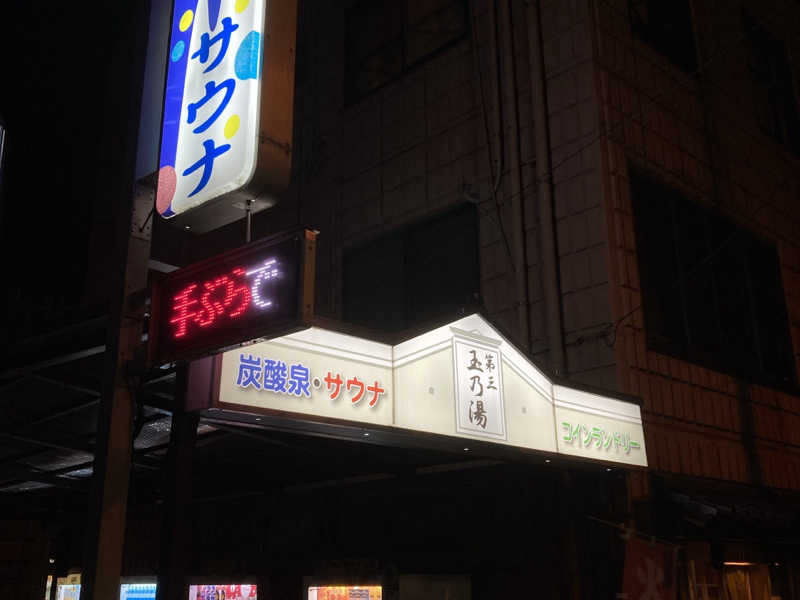 サウナ
手ぶらで
炭酸泉・サウナ
第三
玉乃湯
コインランドリー